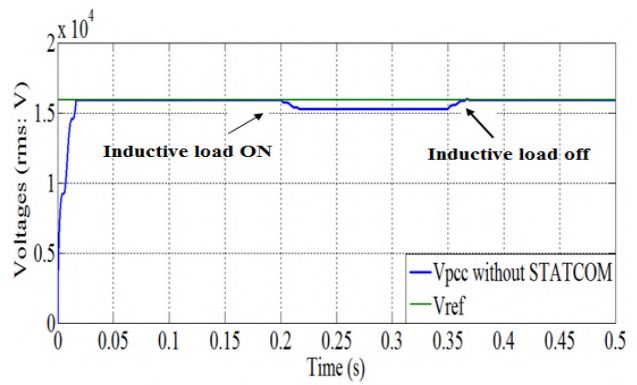 2 x 10⁴
2
1.5
1
0.5
0
Voltages (rms: V)
Inductive load ON
Inductive load off
Vpcc without STATCOM
Vref
0 0.05 0.1 0.15 0.2 0.25 0.3 0.35 0.4 0.45 0.5
Time (s)